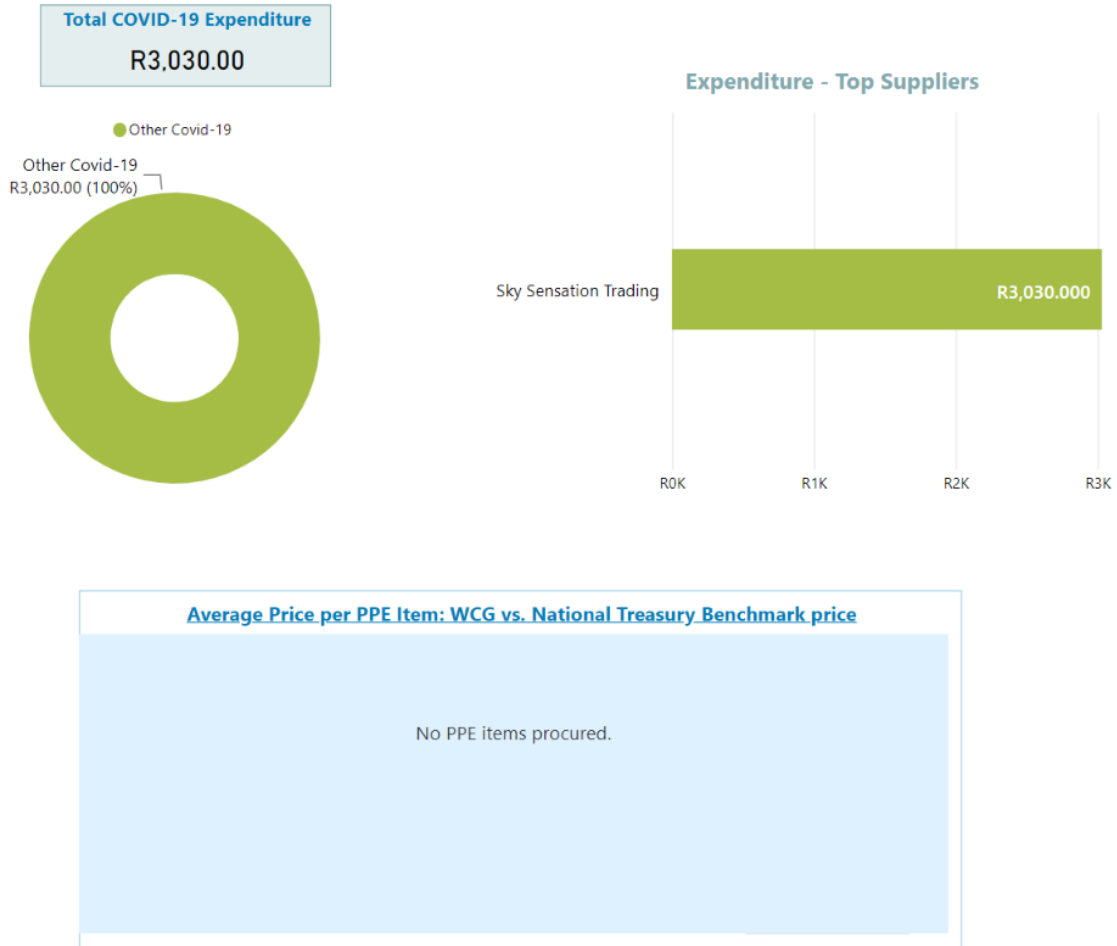 Total COVID-19 Expenditure
R3,030.00
Other Covid-19
Other Covid-19
R3,030.00 (100%)
Expenditure - Top Suppliers
Sky Sensation Trading
R3,030.000
R0K
R1K
R2K
R3K
Average Price per PPE Item: WCG vs. National Treasury Benchmark price
No PPE items procured.